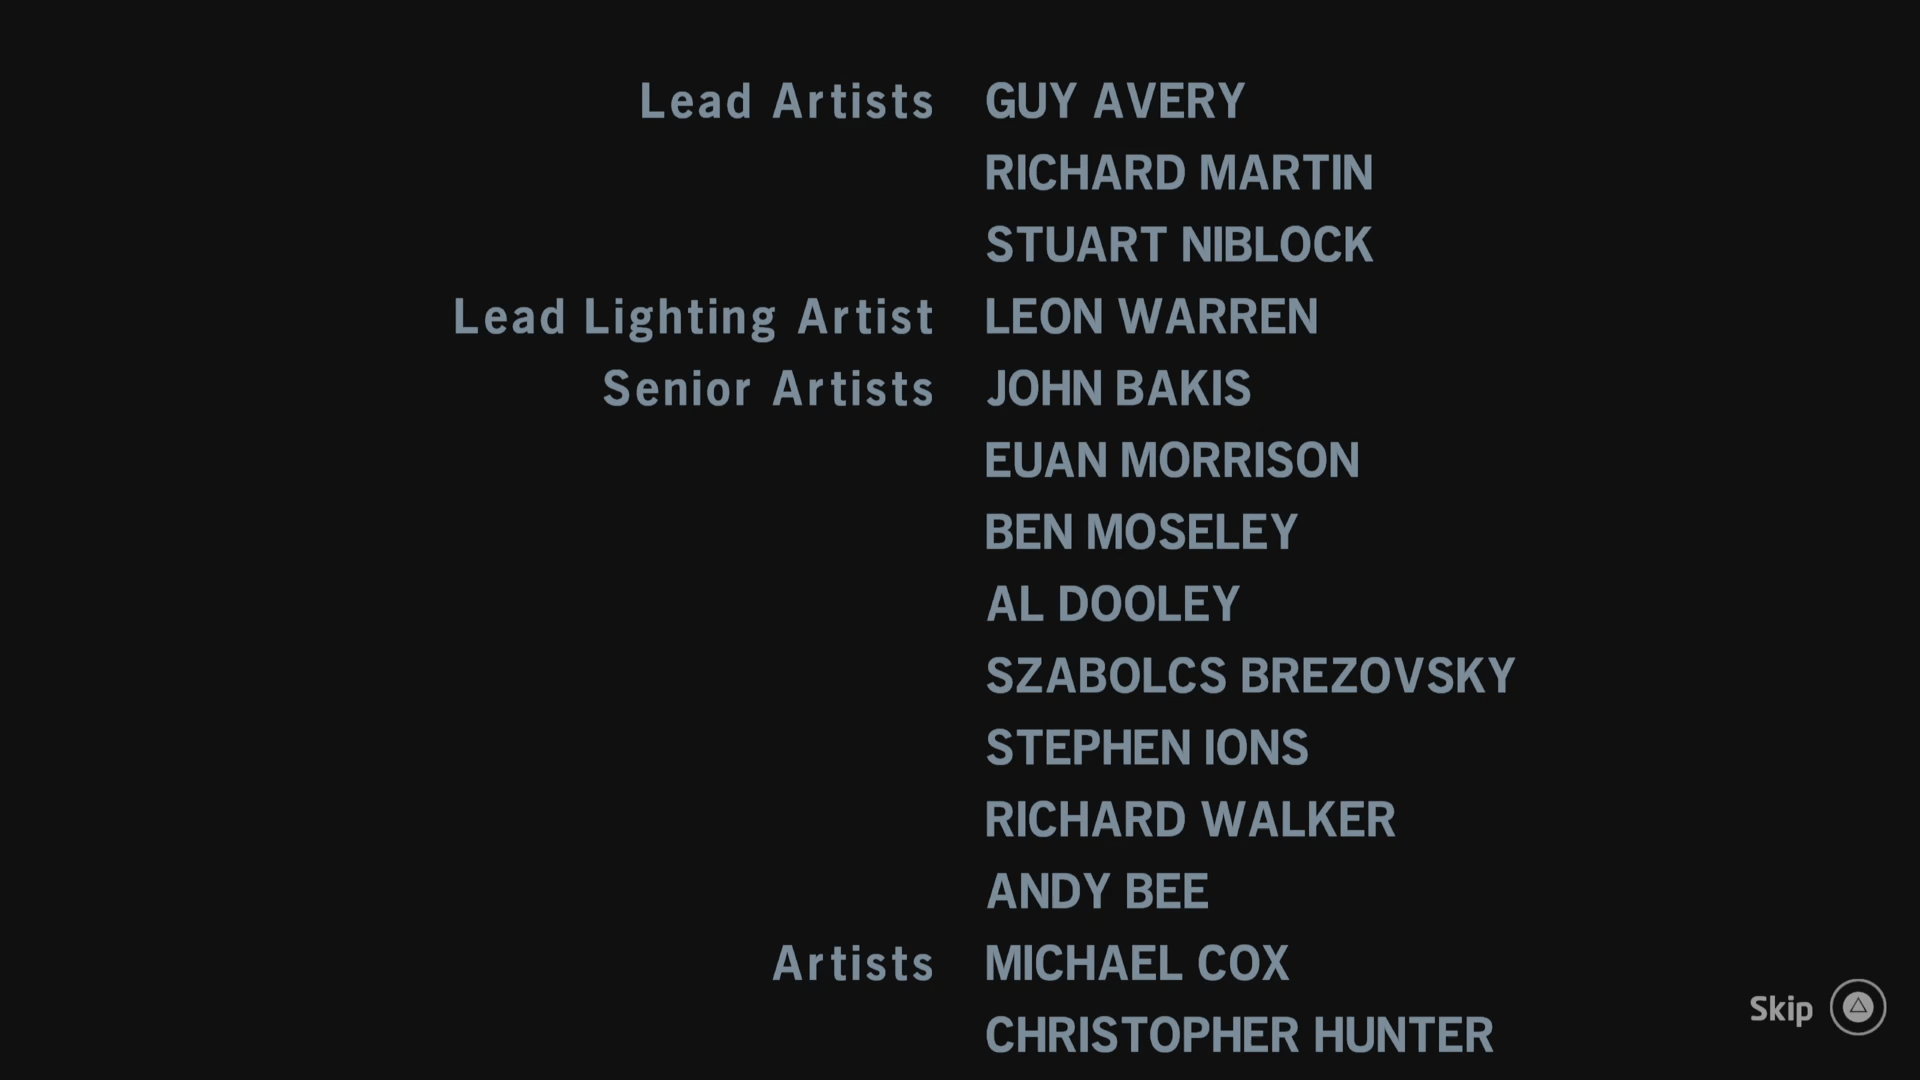 Lead Artists GUY AVERY
RICHARD MARTIN
STUART NIBLOCK
Lead Lighting Artist LEON WARREN
Senior Artists JOHN BAKIS
EUAN MORRISON
BEN MOSELEY
AL DOOLEY
SZABOLCS BREZOVSKY
STEPHEN IONS
RICHARD WALKER
ANDY BEE
Artists MICHAEL COX
CHRISTOPHER HUNTER
Skip